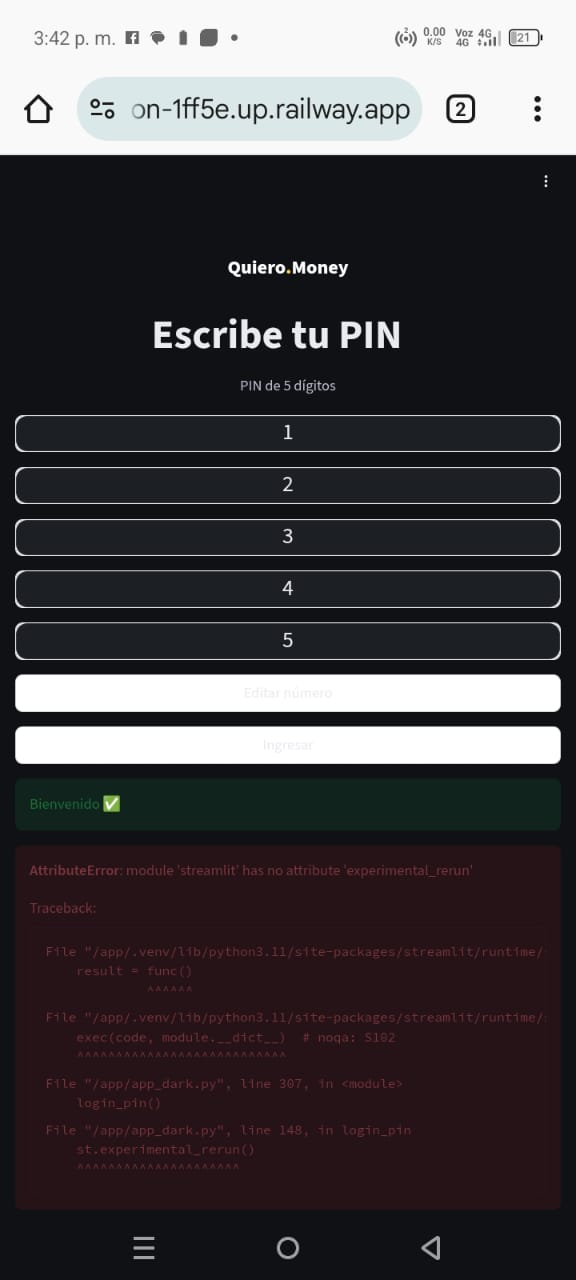 3:42 p. m.
0.00
K/S
Voz 4G
4G
21
on-1ff5e.up.railway.app
2
Quiero.Money
Escribe tu PIN
PIN de 5 dígitos
1
2
3
4
5
Editar número
Ingresar
Bienvenido ✅
AttributeError: module 'streamlit' has no attribute 'experimental_rerun'
Traceback:
File "/app/.venv/lib/python3.11/site-packages/streamlit/runtime/
result = func()
^^^^^^
File "/app/.venv/lib/python3.11/site-packages/streamlit/runtime/
exec(code, module.__dict__)  # noqa: S102
^^^^^^^^^^^^^^^^^^^^^^^^^^^
File "/app/app_dark.py", line 307, in <module>
login_pin()
File "/app/app_dark.py", line 148, in login_pin
st.experimental_rerun()
^^^^^^^^^^^^^^^^^^^^^